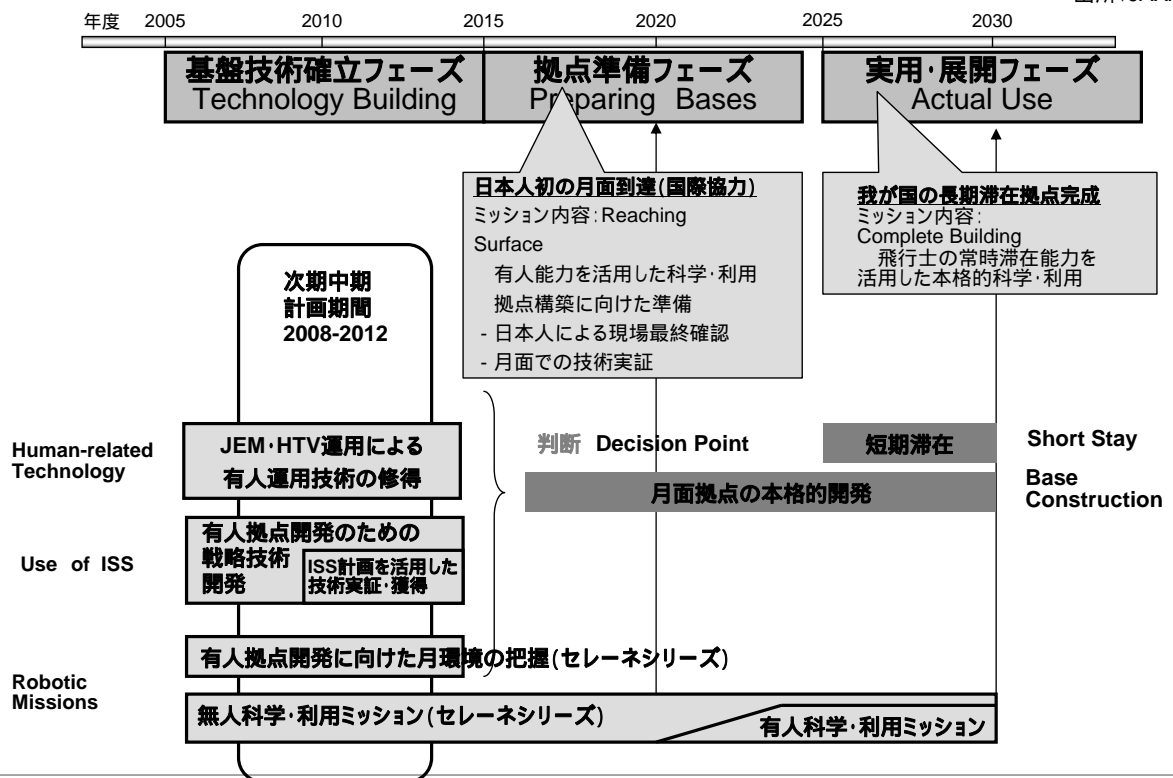 年度 2005 2010 2015 2020 2025 2030
基盤技術確立フェーズ
Technology Building
拠点準備フェーズ
Preparing Bases
実用・展開フェーズ
Actual Use
日本人初の月面到達(国際協力)
ミッション内容:Reaching
Surface
有人能力を活用した科学・利用
拠点構築に向けた準備
- 日本人による現場最終確認
- 月面での技術実証
我が国の長期滞在拠点完成
ミッション内容:
Complete Building
飛行士の常時滞在能力を
活用した本格的科学・利用
次期中期
計画期間
2008-2012
Human-related
Technology
JEM・HTV運用による
有人運用技術の修得
判断 Decision Point
短期滞在
Short Stay
月面拠点の本格的開発
Base
Construction
Use of ISS
有人拠点開発のための
戦略技術
開発
ISS計画を活用した
技術実証・獲得
有人拠点開発に向けた月環境の把握(セレーネシリーズ)
Robotic
Missions
無人科学・利用ミッション(セレーネシリーズ)
有人科学・利用ミッション